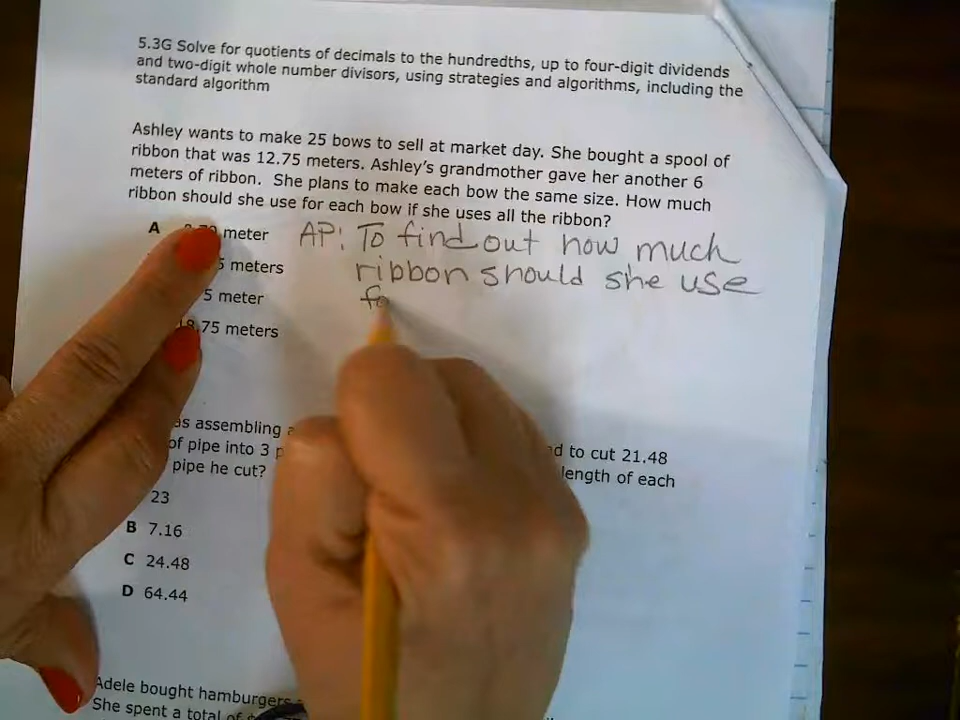 5.3G Solve for quotients of decimals to the hundredths, up to four-digit dividends
and two-digit whole number divisors, using strategies and algorithms, including the
standard algorithm
Ashley wants to make 25 bows to sell at market day. She bought a spool of
ribbon that was 12.75 meters. Ashley's grandmother gave her another 6
meters of ribbon. She plans to make each bow the same size. How much
ribbon should she use for each bow if she uses all the ribbon?
A meter
AP: To find out how much
5 meters
ribbon should she use
5 meter
fo
18.75 meters
as assembling
d to cut 21.48
of pipe into 3 p
length of each
pipe he cut?
23
B 7.16
C 24.48
D 64.44
Adele bought hamburgers
She spent a total of